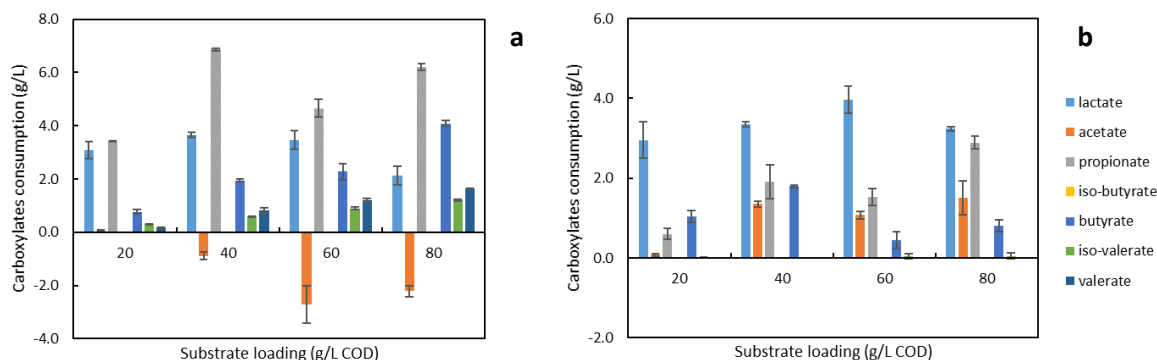 8.0
6.0
4.0
2.0
0.0
-2.0
-4.0
Carboxylates consumption (g/L)
20
40
60
80
Substrate loading (g/L COD)
a
6.0
4.0
2.0
0.0
-2.0
Carboxylates consumption (g/L)
20
40
60
80
Substrate loading (g/L COD)
b
lactate
acetate
propionate
iso-butyrate
butyrate
iso-valerate
valerate